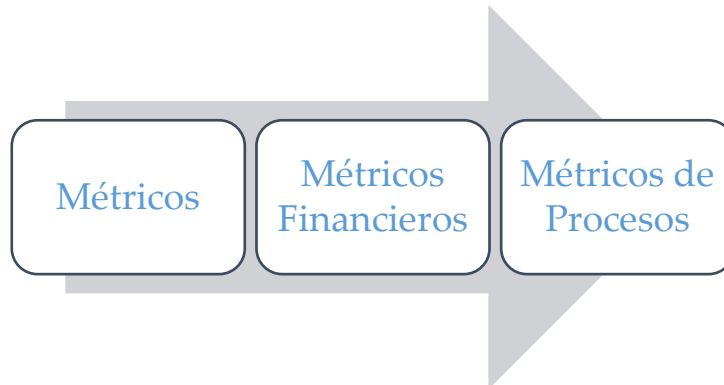 Métricos
Métricos
Financieros
Métricos de
Procesos